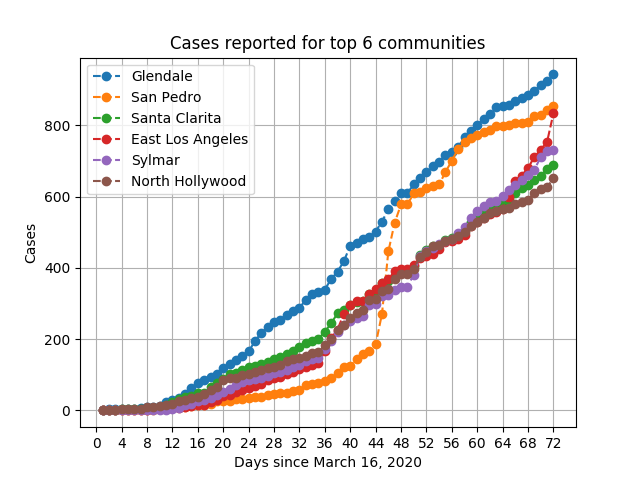 Cases reported for top 6 communities
Glendale
San Pedro
Santa Clarita
East Los Angeles
Sylmar
North Hollywood
800
600
400
200
0
Cases
0 4 8 12 16 20 24 28 32 36 40 44 48 52 56 60 64 68 72
Days since March 16, 2020